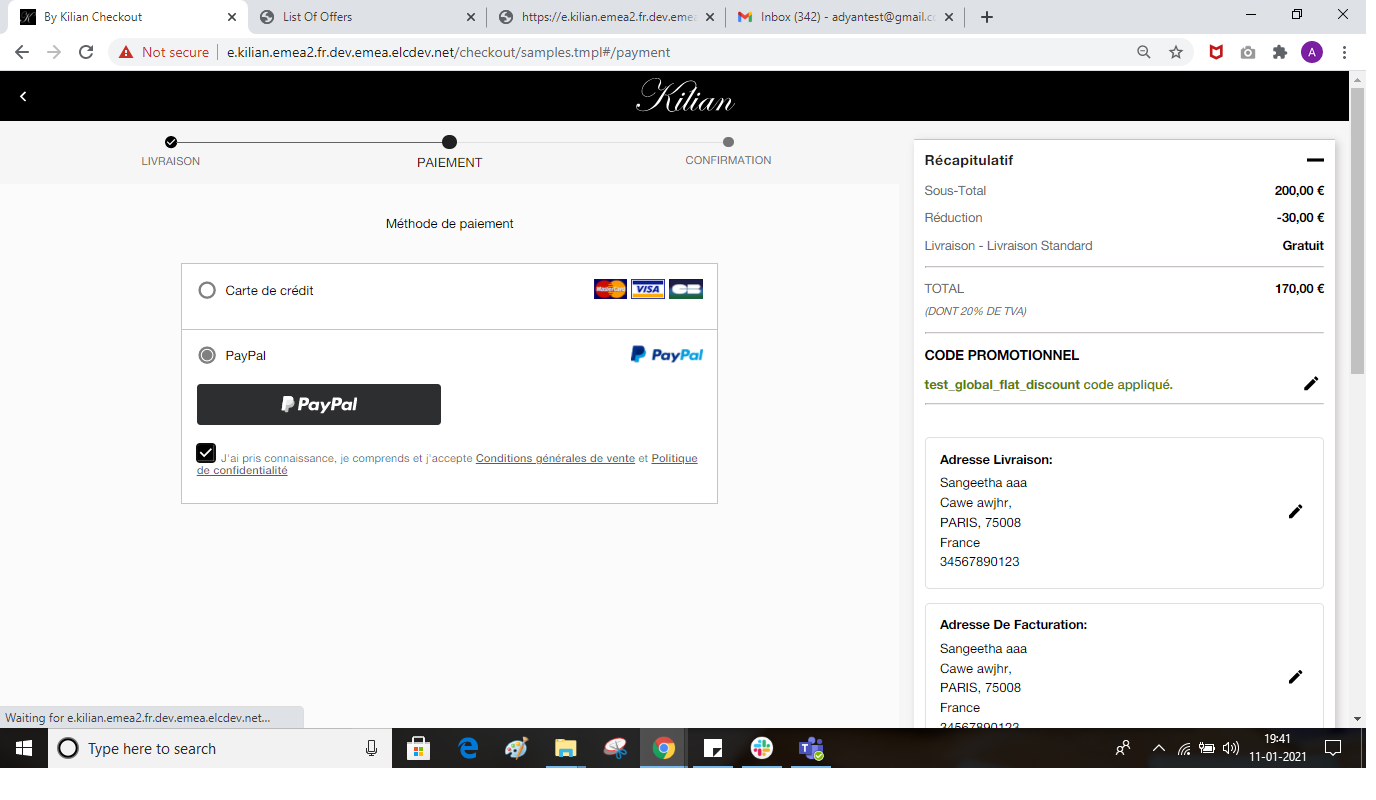 By Kilian Checkout
List Of Offers
https://e.kilian.emea2.fr.dev.eme
Inbox (342) - adyantest@gmail.c
Not secure
e.kilian.emea2.fr.dev.emea.elcdev.net/checkout/samples.tmpl#/payment
A
Kilian
LIVRAISON
PAIEMENT
CONFIRMATION
Méthode de paiement
Carte de crédit
MasterCard
VISA
CB
PayPal
PayPal
PayPal
J'ai pris connaissance, je comprends et j'accepte Conditions générales de vente et Politique
de confidentialité
Récapitulatif
Sous-Total 200,00 €
Réduction -30,00 €
Livraison - Livraison Standard Gratuit
TOTAL 170,00 €
(DONT 20% DE TVA)
CODE PROMOTIONNEL
test_global_flat_discount code appliqué.
Adresse Livraison:
Sangeetha aaa
Cawe awjhr,
PARIS, 75008
France
34567890123
Adresse De Facturation:
Sangeetha aaa
Cawe awjhr,
PARIS, 75008
France
34567890123
Waiting for e.kilian.emea2.fr.dev.emea.elcdev.net...
Type here to search
19:41
11-01-2021